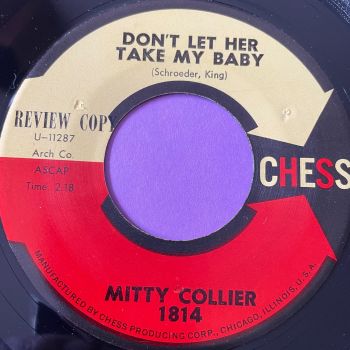 DON'T LET HER
TAKE MY BABY
(Schroeder, King)
REVIEW COPY
U-11287
Arch Co.
ASCAP
Time: 2.18
CHESS
MITTY COLLIER
1814
MANUFACTURED BY CHESS PRODUCING CORP., CHICAGO, ILLINOIS, U.S.A.